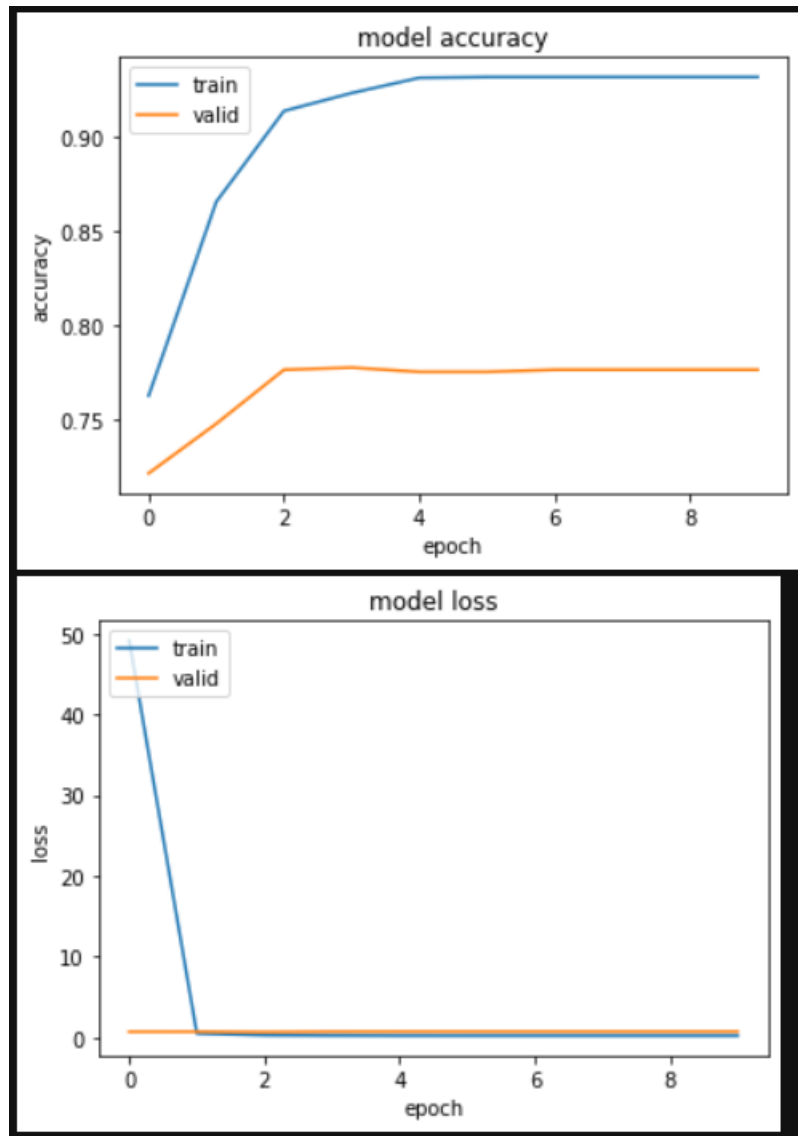 model accuracy
train
valid
0.90
0.85
0.80
0.75
accuracy
0 2 4 6 8
epoch
model loss
50
train
valid
40
30
20
10
0
loss
0 2 4 6 8
epoch